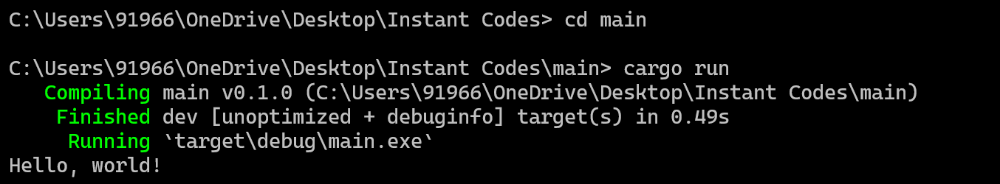 C:\Users\91966\OneDrive\Desktop\Instant Codes> cd main
C:\Users\91966\OneDrive\Desktop\Instant Codes\main> cargo run
Compiling main v0.1.0 (C:\Users\91966\OneDrive\Desktop\Instant Codes\main)
Finished dev [unoptimized + debuginfo] target(s) in 0.49s
Running `target\debug\main.exe`
Hello, world!